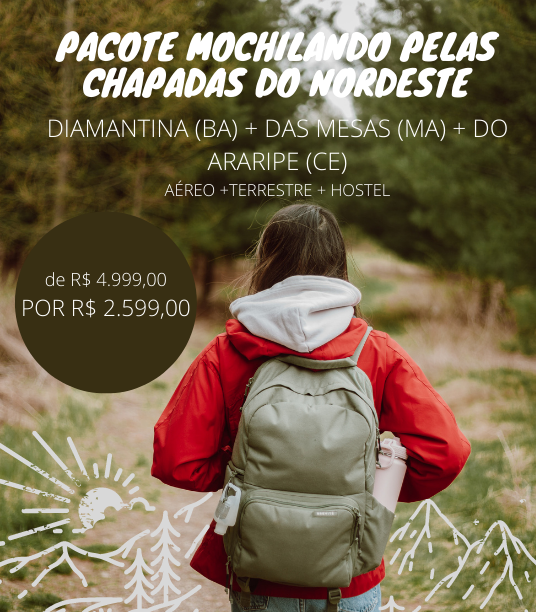 PACOTE MOCHILANDO PELAS
CHAPADAS DO NORDESTE
DIAMANTINA (BA) + DAS MESAS (MA) + DO
ARARIPE (CE)
AÉREO +TERRESTRE + HOSTEL
de R$ 4.999,00
POR R$ 2.599,00